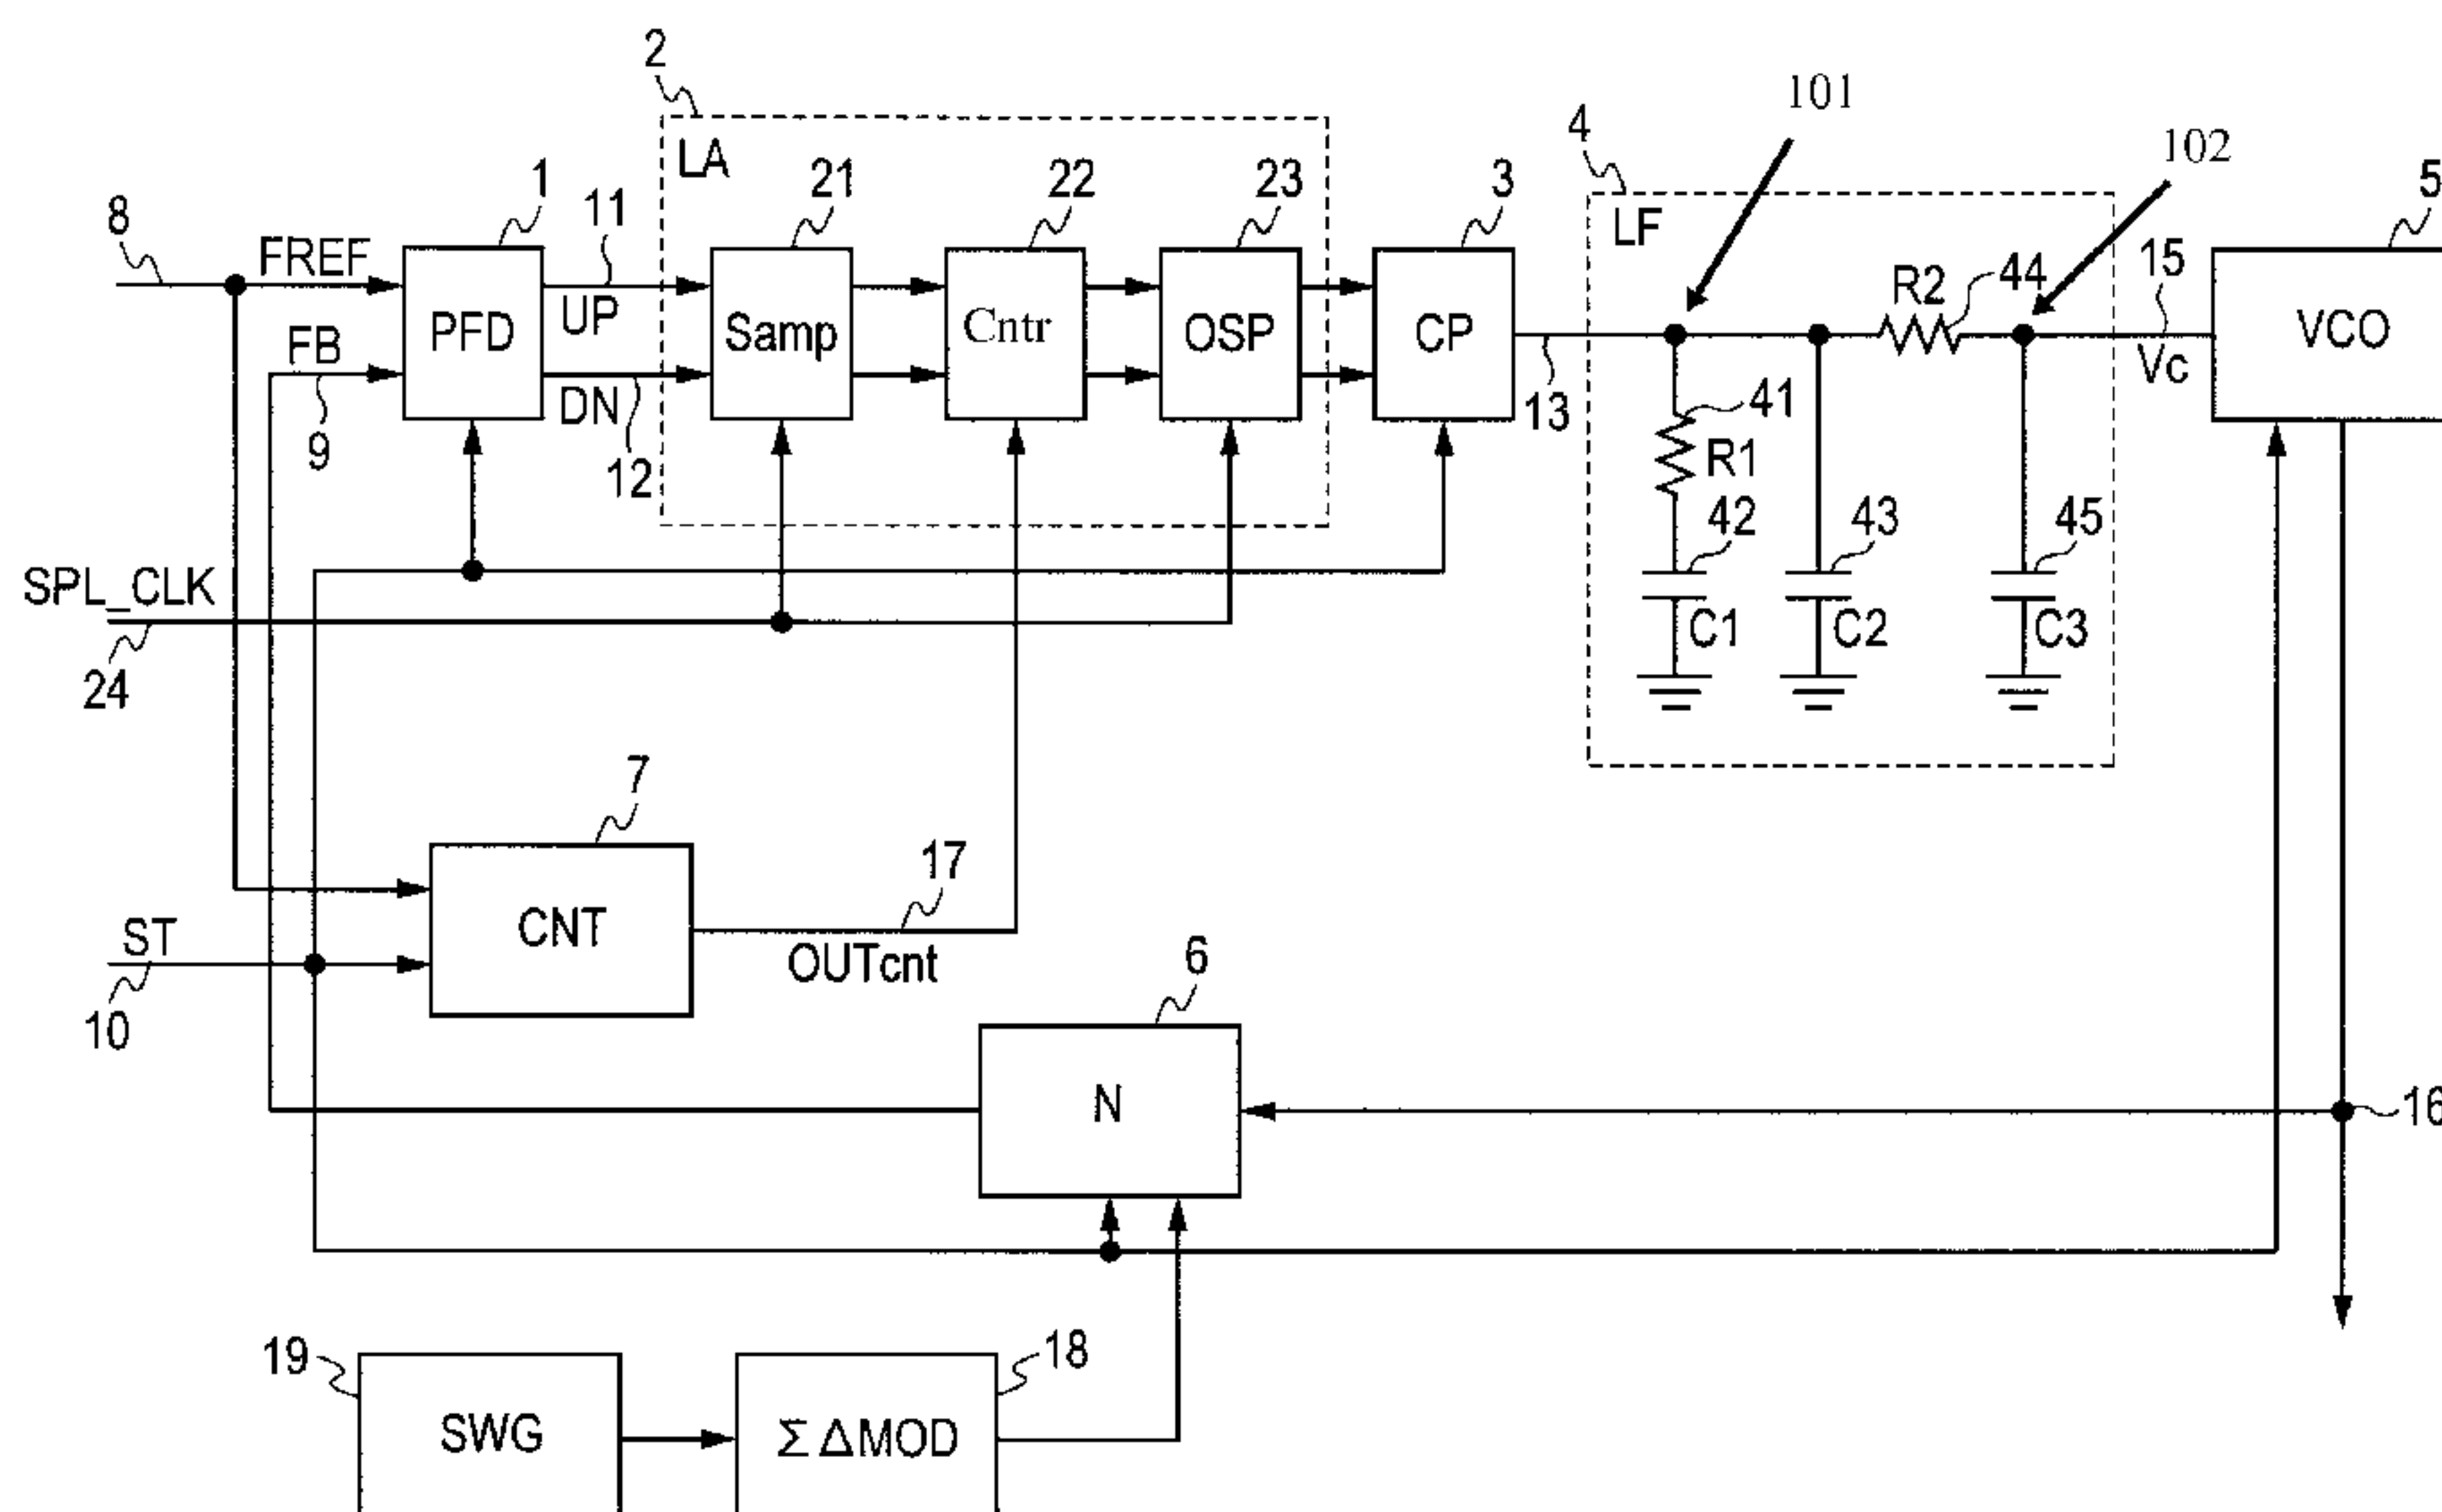 2
101
4
102
LA
1
21
22
23
3
5
8
11
LF
15
FREF
R2
44
PFD
UP
Samp
Cntr
OSP
CP
VCO
FB
Vc
9
DN
12
13
41
R1
42
43
45
SPL_CLK
C1
C2
C3
24
7
17
ST
CNT
OUTcnt
6
10
N
16
19
18
SWG
ΣΔMOD